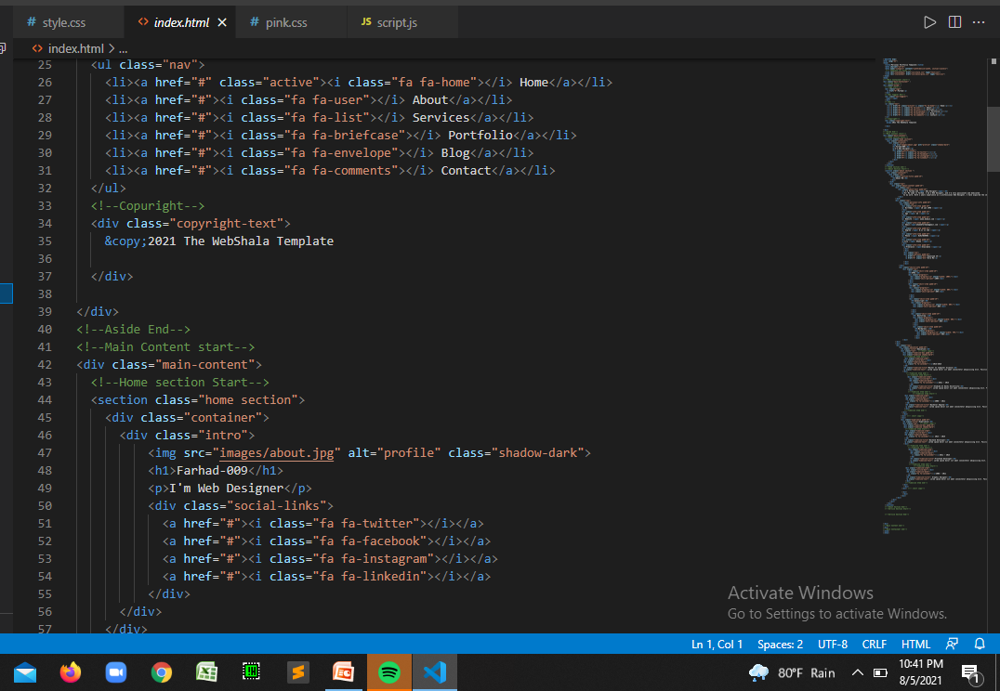 # style.css
<> index.html ×
# pink.css
JS script.js
<> index.html > ...
25 <ul class="nav">
26 <li><a href="#" class="active"><i class="fa fa-home"></i> Home</a></li>
27 <li><a href="#"><i class="fa fa-user"></i> About</a></li>
28 <li><a href="#"><i class="fa fa-list"></i> Services</a></li>
29 <li><a href="#"><i class="fa fa-briefcase"></i> Portfolio</a></li>
30 <li><a href="#"><i class="fa fa-envelope"></i> Blog</a></li>
31 <li><a href="#"><i class="fa fa-comments"></i> Contact</a></li>
32 </ul>
33 <!--Copuright-->
34 <div class="copyright-text">
35 &copy;2021 The WebShala Template
36
37 </div>
38
39 </div>
40 <!--Aside End-->
41 <!--Main Content start-->
42 <div class="main-content">
43 <!--Home section Start-->
44 <section class="home section">
45 <div class="container">
46 <div class="intro">
47 <img src="images/about.jpg" alt="profile" class="shadow-dark">
48 <h1>Farhad-009</h1>
49 <p>I'm Web Designer</p>
50 <div class="social-links">
51 <a href="#"><i class="fa fa-twitter"></i></a>
52 <a href="#"><i class="fa fa-facebook"></i></a>
53 <a href="#"><i class="fa fa-instagram"></i></a>
54 <a href="#"><i class="fa fa-linkedin"></i></a>
55 </div>
56 </div>
57 </div>
Activate Windows
Go to Settings to activate Windows.
Ln 1, Col 1 Spaces: 2 UTF-8 CRLF HTML
80°F Rain
10:41 PM
8/5/2021
1